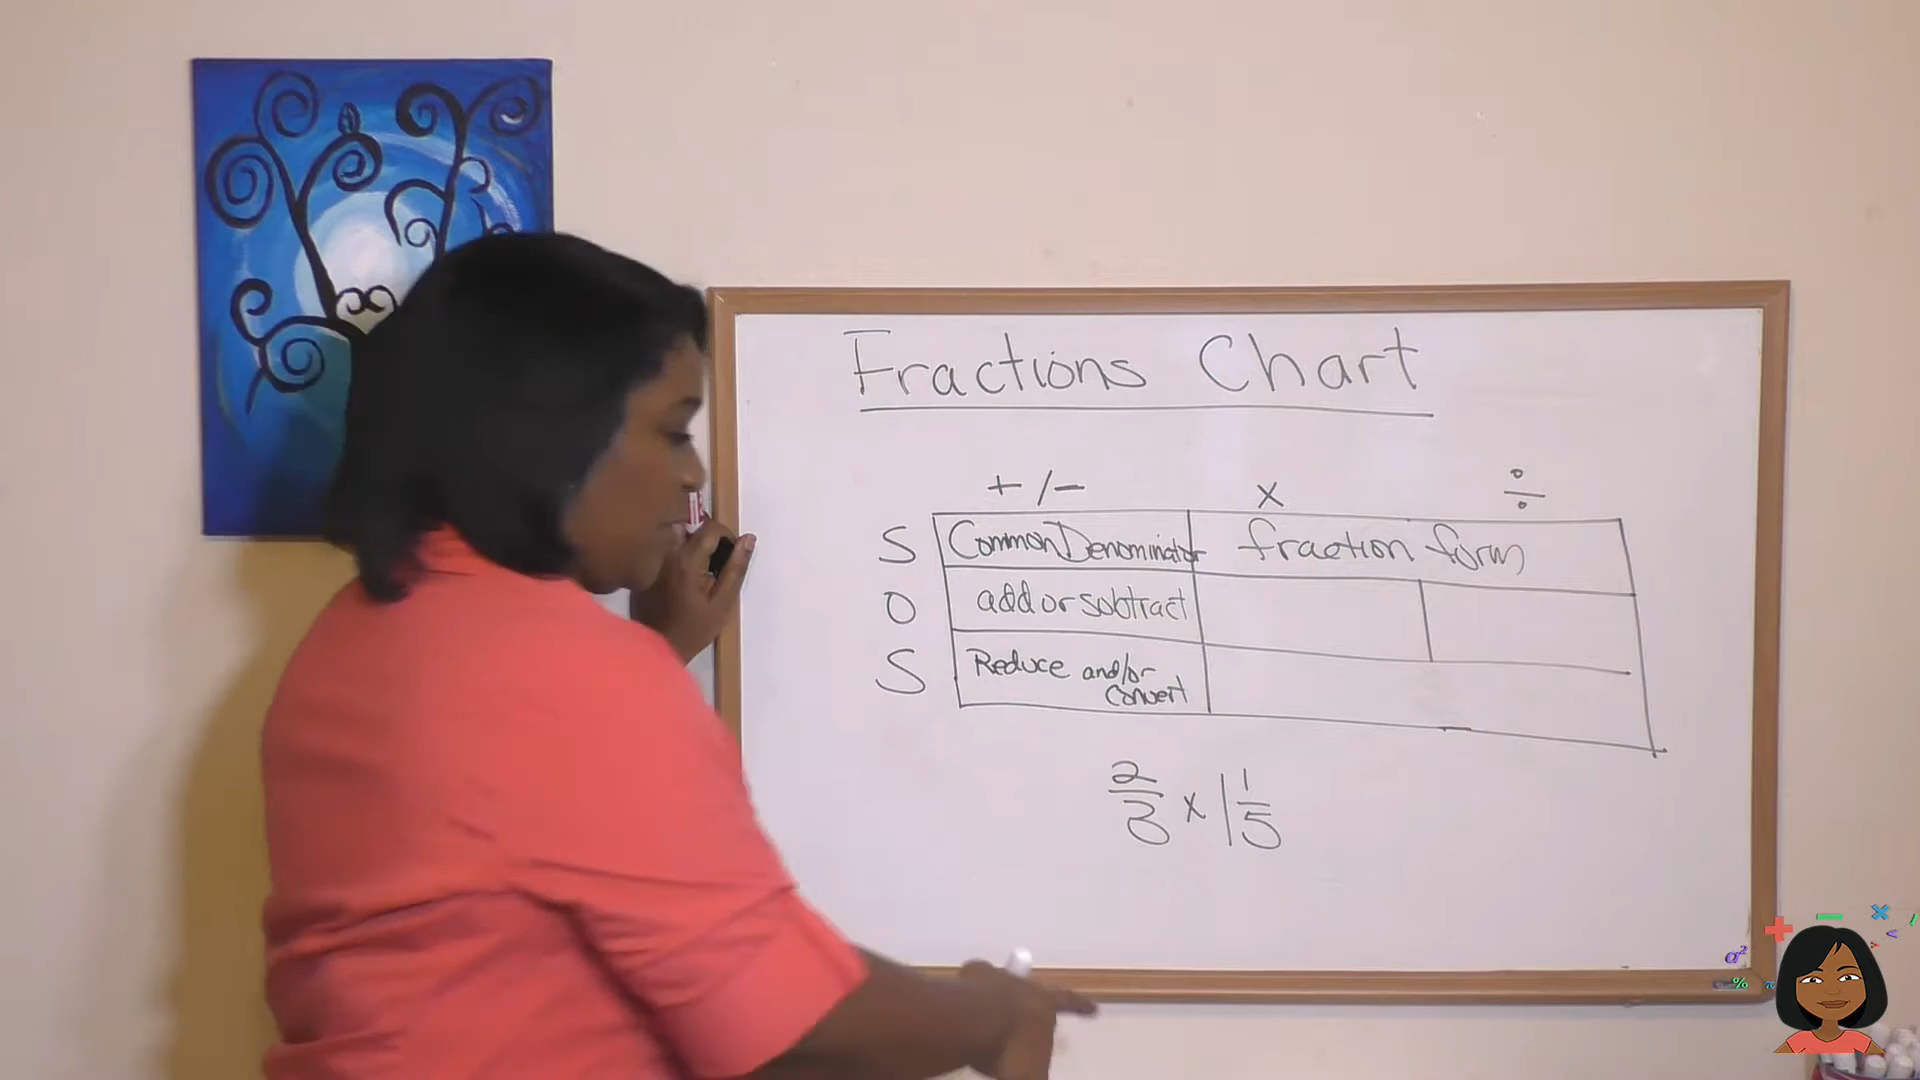 Fractions Chart
+/- x ÷
S Common Denominator fraction form
O add or subtract
S Reduce and/or
Convert
2/3 x 1 1/5